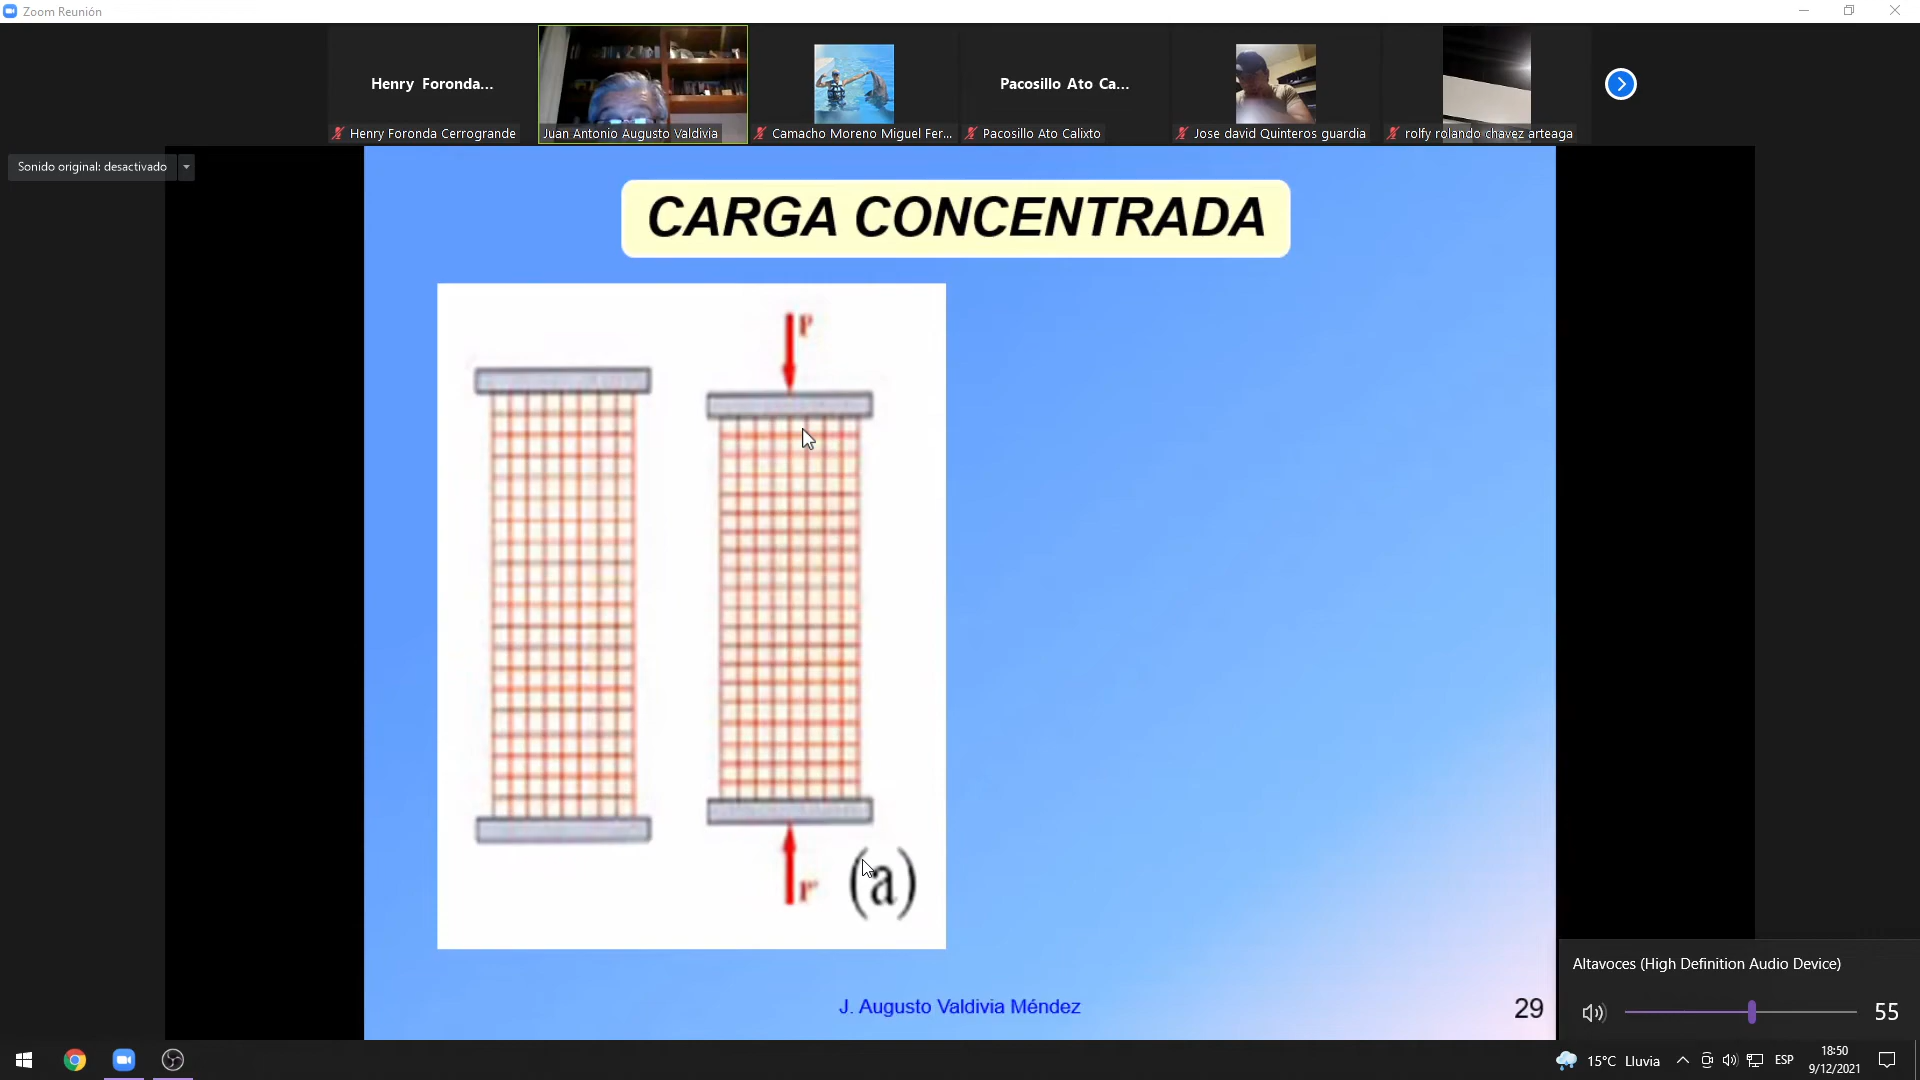 Zoom Reunión
Henry Foronda...
Pacosillo Ato Ca...
Henry Foronda Cerrogrande
Juan Antonio Augusto Valdivia
Camacho Moreno Miguel Fer...
Pacosillo Ato Calixto
Jose david Quinteros guardia
rolfy rolando chavez arteaga
Sonido original: desactivado
CARGA CONCENTRADA
(a)
J. Augusto Valdivia Méndez
29
Altavoces (High Definition Audio Device)
55
15°C Lluvia
ESP
18:50
9/12/2021